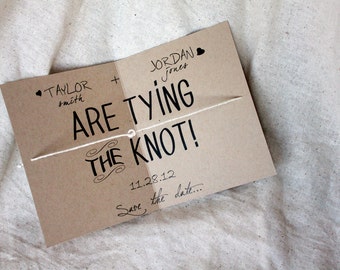 TAYLOR + JORDAN
smith jones
ARE TYING
THE KNOT!
11.28.12
Save the date...